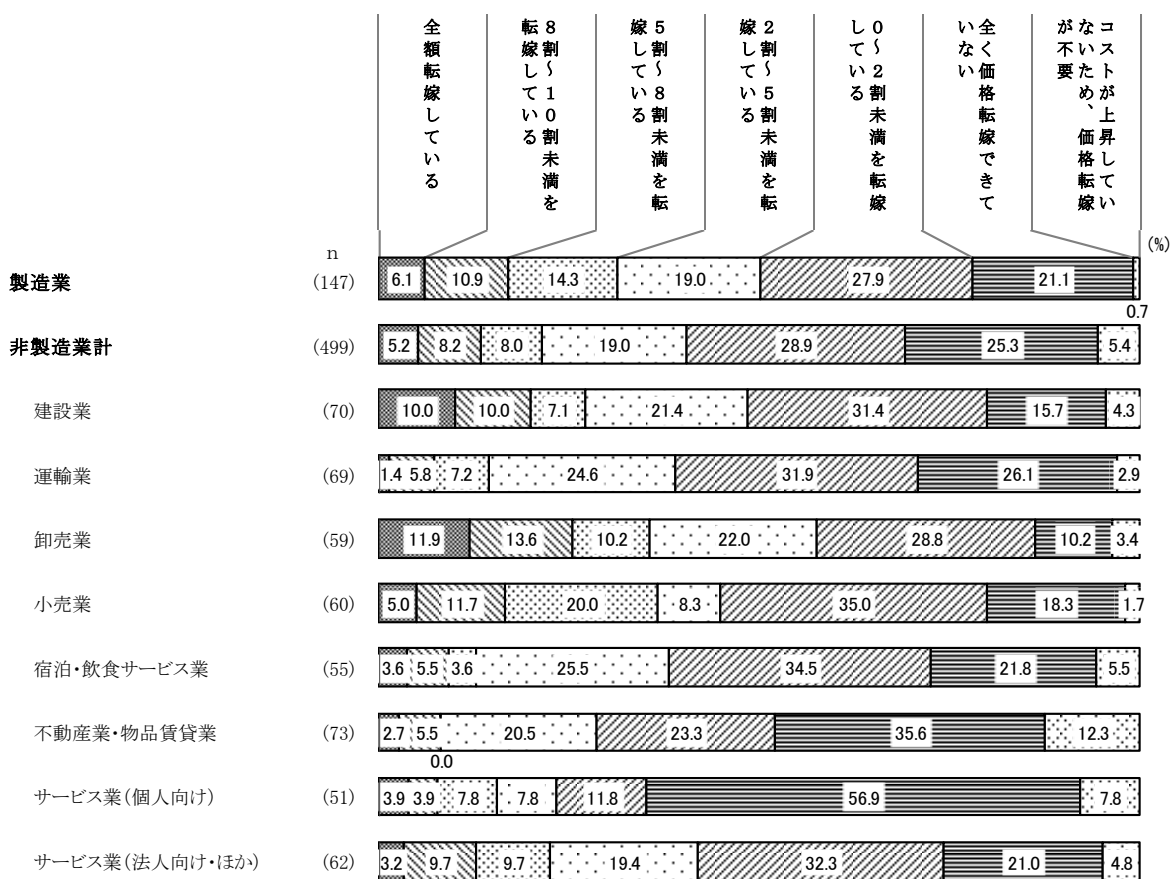 全額転嫁している
8割～10割未満を
転嫁している
5割～8割未満を転
嫁している
2割～5割未満を転
嫁している
0～2割未満を転嫁
している
全く価格転嫁できて
いない
コストが上昇してい
ないため、価格転嫁
が不要
n
(%)
製造業 (147) 6.1 10.9 14.3 19.0 27.9 21.1
0.7
非製造業計 (499) 5.2 8.2 8.0 19.0 28.9 25.3 5.4
建設業 (70) 10.0 10.0 7.1 21.4 31.4 15.7 4.3
運輸業 (69) 1.4 5.8 7.2 24.6 31.9 26.1 2.9
卸売業 (59) 11.9 13.6 10.2 22.0 28.8 10.2 3.4
小売業 (60) 5.0 11.7 20.0 8.3 35.0 18.3 1.7
宿泊・飲食サービス業 (55) 3.6 5.5 3.6 25.5 34.5 21.8 5.5
不動産業・物品賃貸業 (73) 2.7 5.5 20.5 23.3 35.6 12.3
0.0
サービス業(個人向け) (51) 3.9 3.9 7.8 7.8 11.8 56.9 7.8
サービス業(法人向け・ほか) (62) 3.2 9.7 9.7 19.4 32.3 21.0 4.8